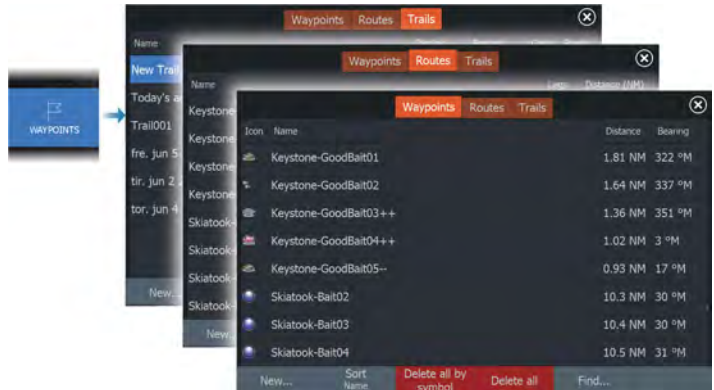 WAYPOINTS
Waypoints Routes Trails
Name
New Trail
Today's a
Trail001
fre. jun 5
tir. jun 2
tor. jun 4
New...
Waypoints Routes Trails
Name Legs Distance (NM)
Keystone-
Keystone-
Keystone-
Keystone-
Skiatook-
Skiatook-
Skiatook-
Skiatook-
New...
Waypoints Routes Trails
Icon Name Distance Bearing
Keystone-GoodBait01 1.81 NM 322 °M
Keystone-GoodBait02 1.64 NM 337 °M
Keystone-GoodBait03++ 1.36 NM 351 °M
Keystone-GoodBait04++ 1.02 NM 3 °M
Keystone-GoodBait05-- 0.93 NM 17 °M
Skiatook-Bait02 10.3 NM 30 °M
Skiatook-Bait03 10.4 NM 30 °M
Skiatook-Bait04 10.5 NM 31 °M
New... Sort Name Delete all by symbol Delete all Find...